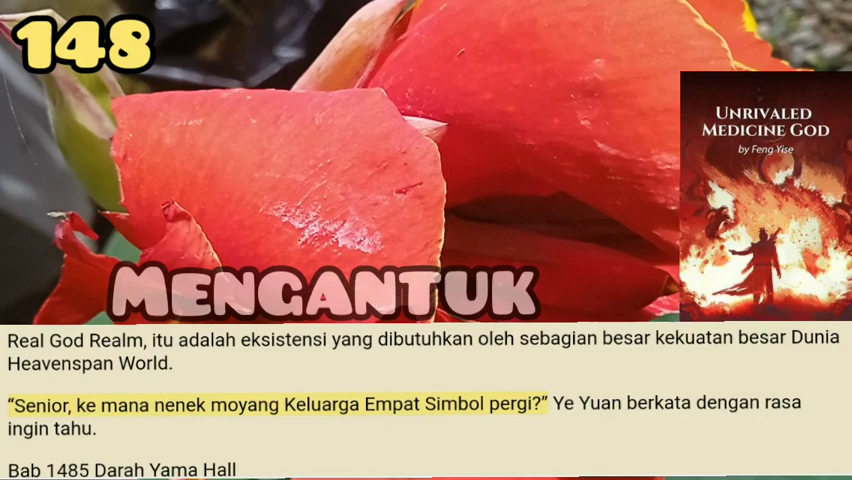 148
UNRIVALED
MEDICINE GOD
by Feng Yise
MENGANTUK
Real God Realm, itu adalah eksistensi yang dibutuhkan oleh sebagian besar kekuatan besar Dunia
Heavenspan World.
“Senior, ke mana nenek moyang Keluarga Empat Simbol pergi?” Ye Yuan berkata dengan rasa
ingin tahu.
Bab 1485 Darah Yama Hall